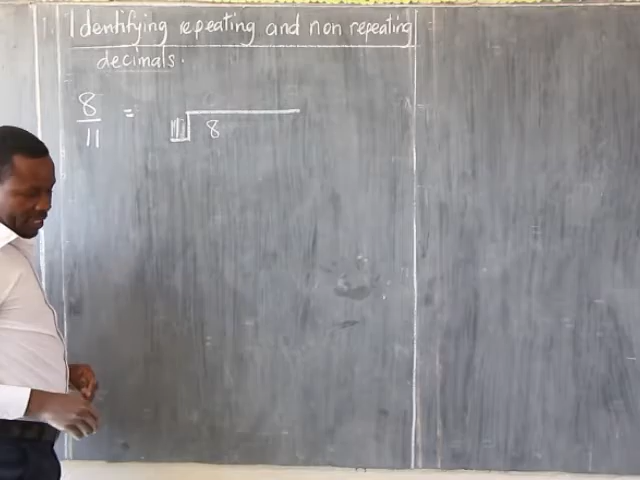 Identifying repeating and non repeating
decimals.
8/11 = 11 8